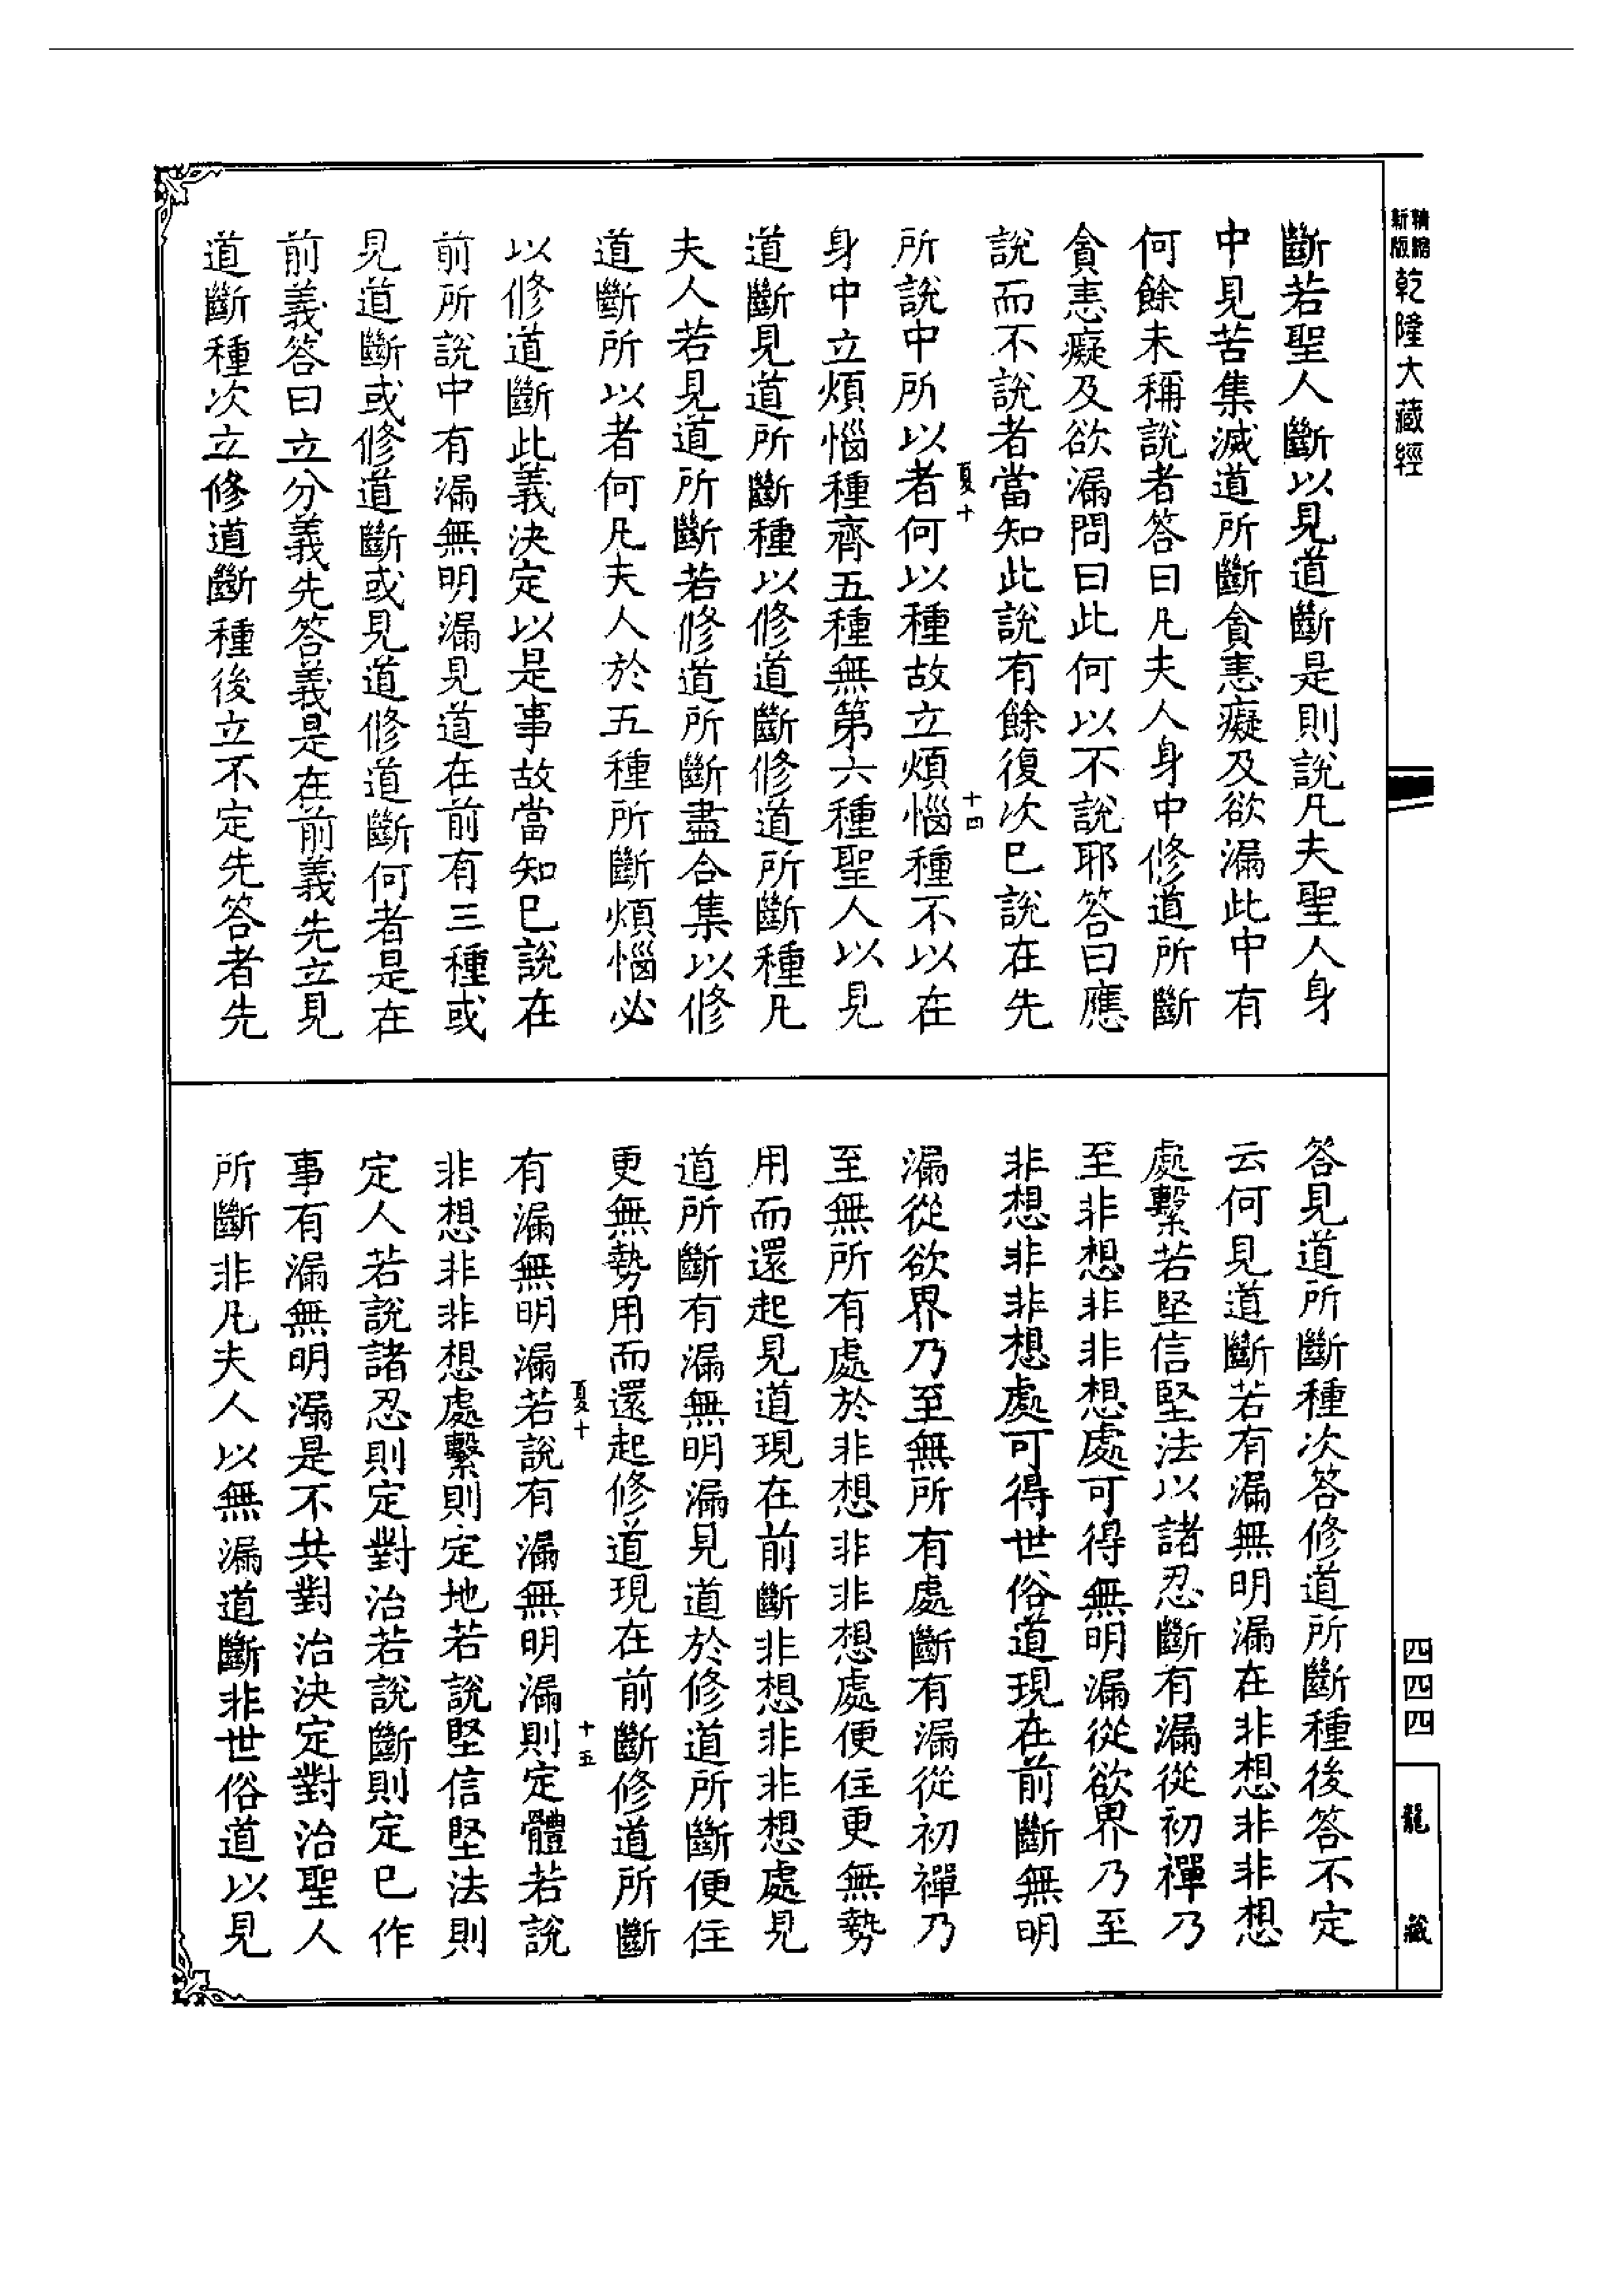 精縮
新版
乾隆大藏經
斷若聖人斷以見道斷是則說凡夫聖人身
中見苦集滅道所斷貪恚癡及欲漏此中有
何餘未稱說者答曰凡夫人身中修道所斷
貪恚癡及欲漏問曰此何以不說耶答曰應
說而不說者當知此說有餘復次已說在先
所說中所以者何以種故立煩惱種不以在
夏十
十四
身中立煩惱種齊五種無第六種聖人以見
道斷見道所斷種以修道斷修道所斷種凡
夫人若見道所斷若修道所斷盡合集以修
道斷所以者何凡夫人於五種所斷煩惱必
以修道斷此義決定以是事故當知已說在
前所說中有漏無明漏見道在前有三種或
見道斷或修道斷或見道修道斷何者是在
前義答曰立分義先答義是在前義先立見
道斷種次立修道斷種後立不定先答者先
答見道所斷種次答修道所斷種後答不定
云何見道斷若有漏無明漏在非想非非想
處繫若堅信堅法以諸忍斷有漏從初禪乃
至非想非非想處可得無明漏從欲界乃至
非想非非想處可得世俗道現在前斷無明
漏從欲界乃至無所有處斷有漏從初禪乃
至無所有處於非想非非想處便住更無勢
用而還起見道現在前斷非想非非想處見
道所斷有漏無明漏見道於修道所斷便住
更無勢用而還起修道現在前斷修道所斷
夏十
十五
有漏無明漏若說有漏無明漏則定體若說
非想非非想處繫則定地若說堅信堅法則
定人若說諸忍則定對治若說斷則定已作
事有漏無明漏是不共對治決定對治聖人
所斷非凡夫人以無漏道斷非世俗道以見
四四四
龍藏